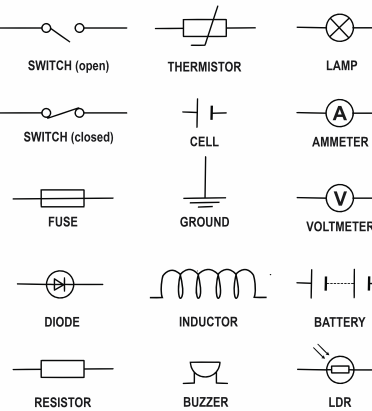 SWITCH (open) THERMISTOR LAMP
A
SWITCH (closed) CELL AMMETER
V
FUSE GROUND VOLTMETER
DIODE INDUCTOR BATTERY
RESISTOR BUZZER LDR